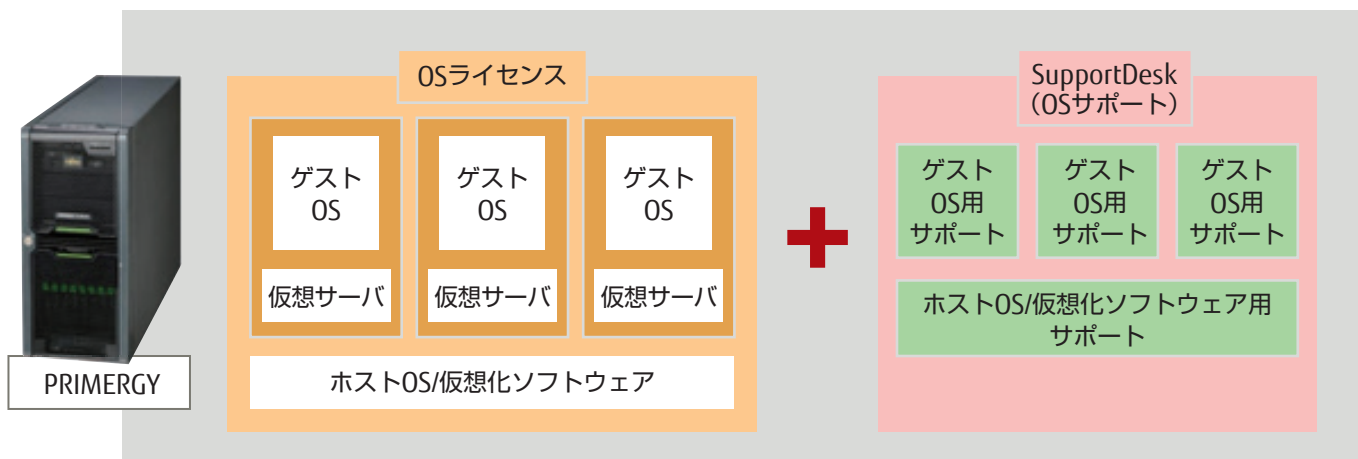 OSライセンス
ゲスト
OS
ゲスト
OS
ゲスト
OS
仮想サーバ
仮想サーバ
仮想サーバ
ホストOS/仮想化ソフトウェア
PRIMERGY
SupportDesk
（OSサポート）
ゲスト
OS用
サポート
ゲスト
OS用
サポート
ゲスト
OS用
サポート
ホストOS/仮想化ソフトウェア用
サポート